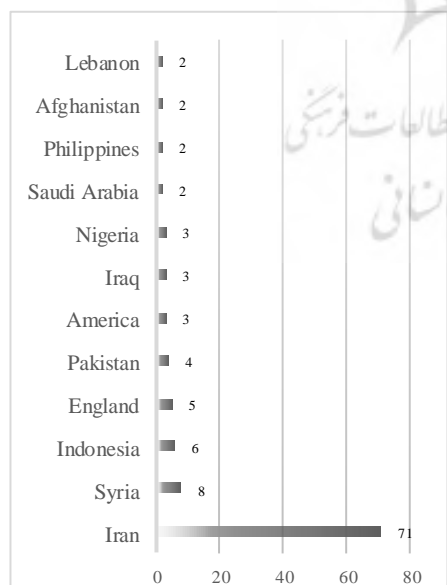 Lebanon 2
Afghanistan 2
Philippines 2
Saudi Arabia 2
Nigeria 3
Iraq 3
America 3
Pakistan 4
England 5
Indonesia 6
Syria 8
Iran 71
0 20 40 60 80
فرهنگی